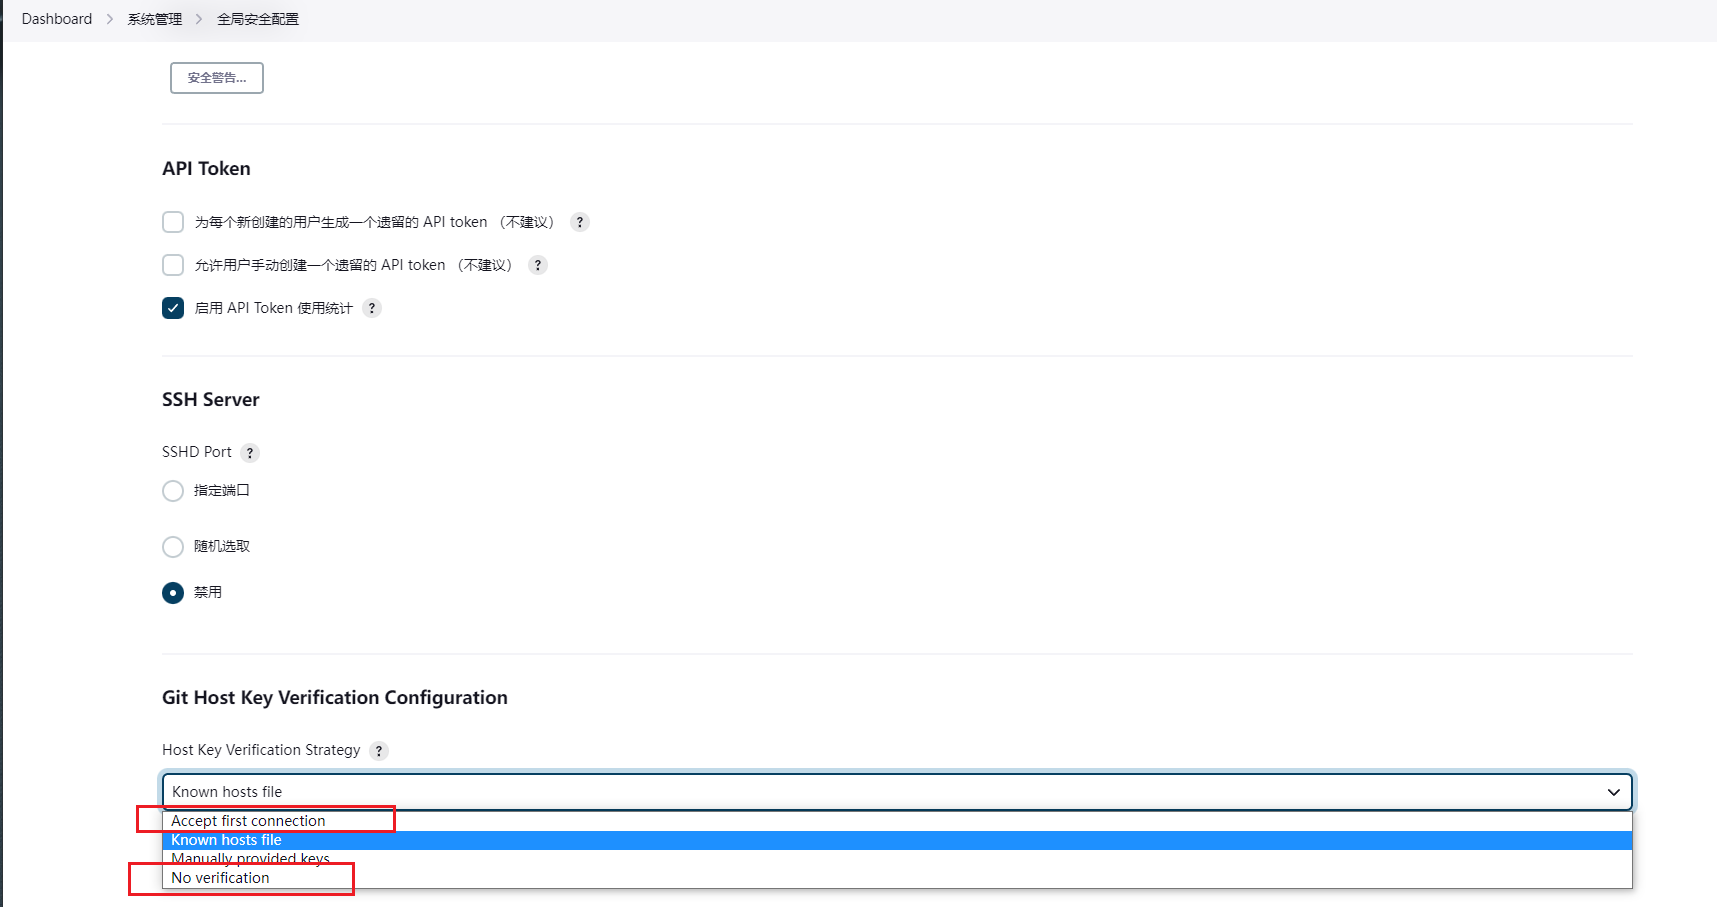 Dashboard > 系统管理 > 全局安全配置
安全警告...
API Token
为每个新创建的用户生成一个遗留的 API token （不建议） ?
允许用户手动创建一个遗留的 API token （不建议） ?
启用 API Token 使用统计 ?
SSH Server
SSHD Port ?
指定端口
随机选取
禁用
Git Host Key Verification Configuration
Host Key Verification Strategy ?
Known hosts file
Accept first connection
Known hosts file
Manually provided keys
No verification